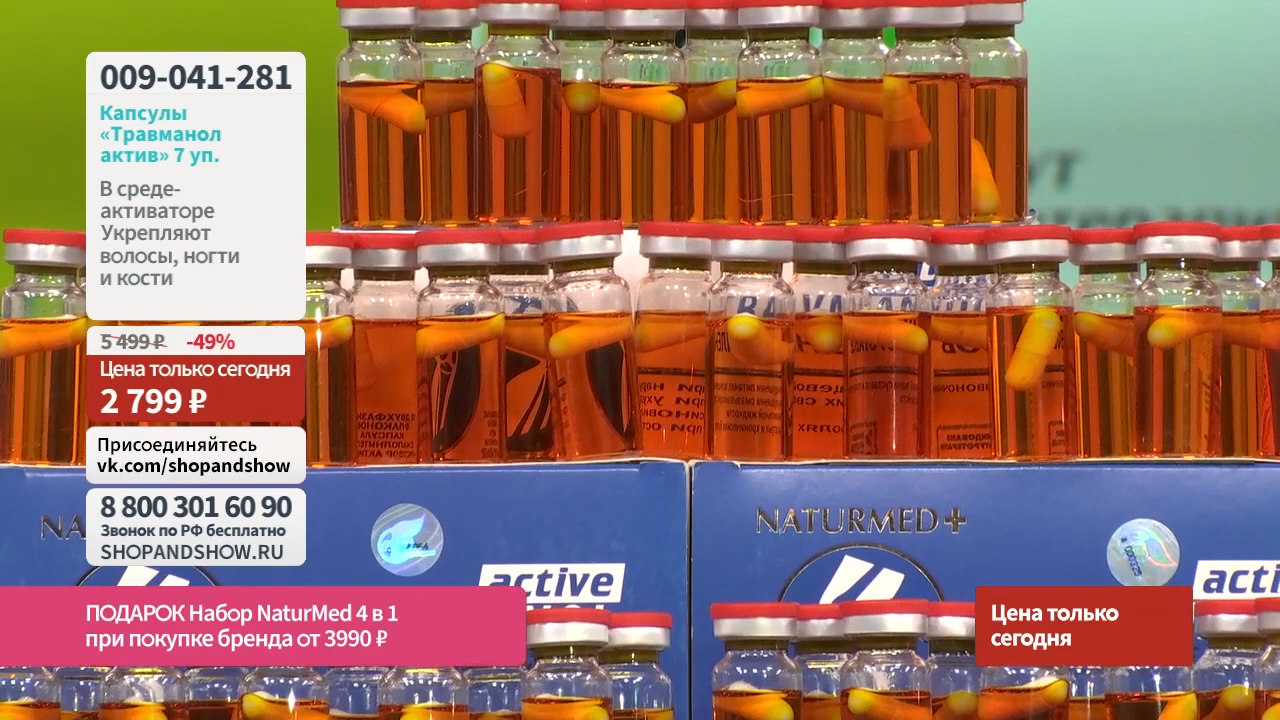 009-041-281
Капсулы
«Травманол
актив» 7 уп.
В среде-
активаторе
Укрепляют
волосы, ногти
и кости
5 499 ₽ -49%
Цена только сегодня
2 799 ₽
Присоединяйтесь
vk.com/shopandshow
8 800 301 60 90
Звонок по РФ бесплатно
SHOPANDSHOW.RU
ПОДАРОК Набор NaturMed 4 в 1
при покупке бренда от 3990 ₽
Цена только
сегодня
NATURMED+
active